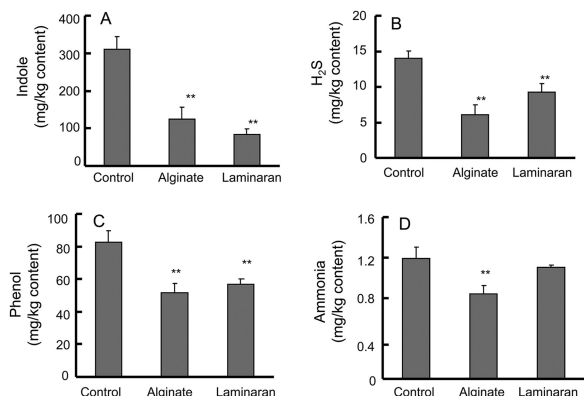 A
Indole
(mg/kg content)
400
300
200
100
0
**
**
Control Alginate Laminaran
B
H₂S
(mg/kg content)
20
15
10
5
0
**
**
Control Alginate Laminaran
C
Phenol
(mg/kg content)
100
80
60
40
20
0
**
**
Control Alginate Laminaran
D
Ammonia
(mg/kg content)
1.6
1.2
0.8
0.4
0
**
Control Alginate Laminaran